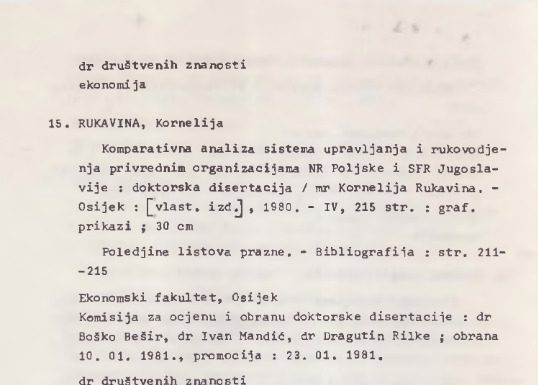 dr društvenih znanosti
ekonomija
15. RUKAVINA, Kornelija
Komparativna analiza sistema upravljanja i rukovodje-
nja privrednim organizacijama NR Poljske i SFR Jugosla-
vije : doktorska disertacija / mr Kornelija Rukavina. -
Osijek : [vlast. izd.], 1980. - IV, 215 str. : graf.
prikazi ; 30 cm
Poledjine listova prazne. - Bibliografija : str. 211-
-215
Ekonomski fakultet, Osijek
Komisija za ocjenu i obranu doktorske disertacije : dr
Boško Bešir, dr Ivan Mandić, dr Dragutin Rilke ; obrana
10. 01. 1981., promocija : 23. 01. 1981.
dr društvenih znanosti